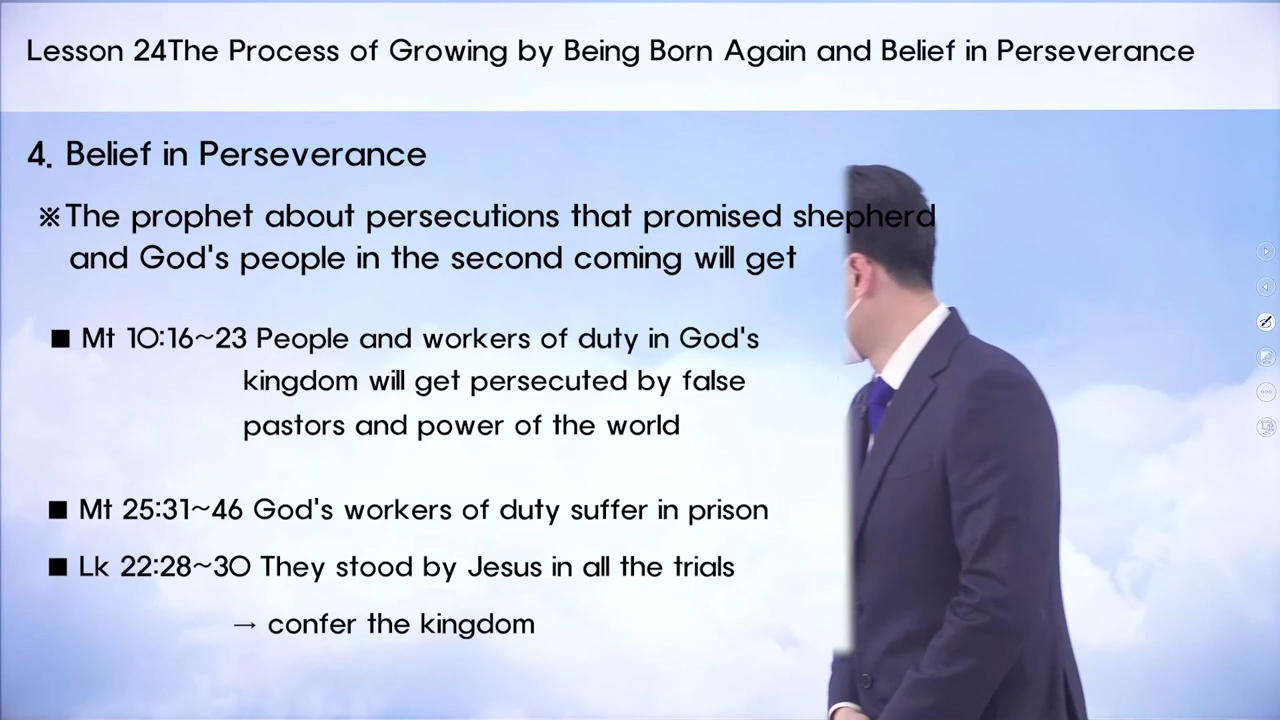 Lesson 24The Process of Growing by Being Born Again and Belief in Perseverance
4. Belief in Perseverance
※The prophet about persecutions that promised shepherd
and God's people in the second coming will get
■ Mt 10:16~23 People and workers of duty in God's
kingdom will get persecuted by false
pastors and power of the world
■ Mt 25:31~46 God's workers of duty suffer in prison
■ Lk 22:28~30 They stood by Jesus in all the trials
→ confer the kingdom